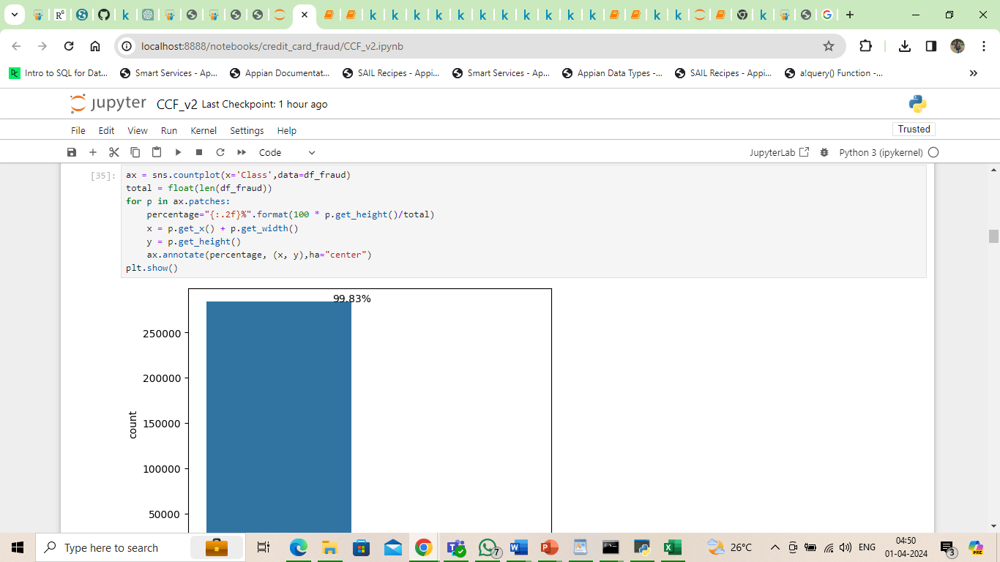 localhost:8888/notebooks/credit_card_fraud/CCF_v2.ipynb
Intro to SQL for Dat...
Smart Services - Ap...
Appian Documentat...
SAIL Recipes - Appi...
Smart Services - Ap...
Appian Data Types -...
SAIL Recipes - Appi...
a!query() Function -...
jupyter CCF_v2 Last Checkpoint: 1 hour ago
File Edit View Run Kernel Settings Help
Trusted
Code
JupyterLab
Python 3 (ipykernel)
[35]:
ax = sns.countplot(x='Class',data=df_fraud)
total = float(len(df_fraud))
for p in ax.patches:
    percentage="{:.2f}%".format(100 * p.get_height()/total)
    x = p.get_x() + p.get_width()
    y = p.get_height()
    ax.annotate(percentage, (x, y),ha="center")
plt.show()
99.83%
250000
200000
150000
100000
50000
count
Type here to search
7
26°C
ENG
04:50
01-04-2024
3
PRE